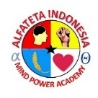 ALFATETA INDONESIA
α Θ
MIND POWER ACADEMY